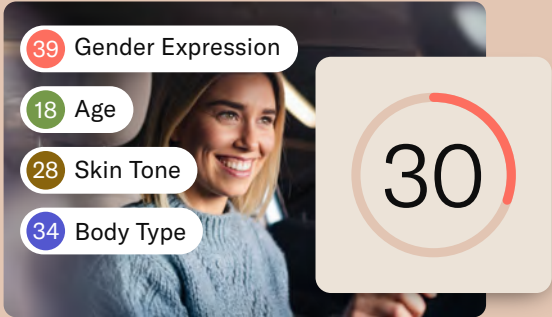 39 Gender Expression
18 Age
28 Skin Tone
34 Body Type
30